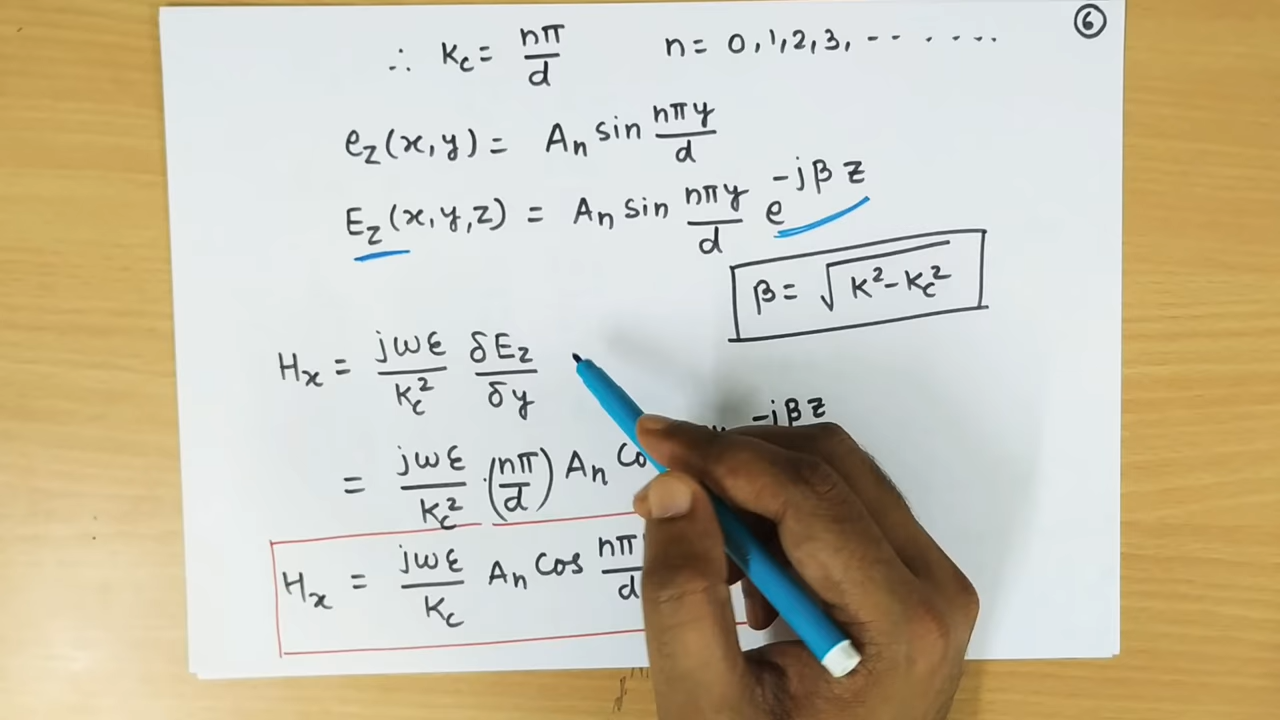 6
∴ Kc = nπ/d n = 0, 1, 2, 3, -- - - - -
ez(x,y) = An sin nπy/d
Ez(x,y,z) = An sin nπy/d e^-jβz
β = √(K²-Kc²)
Hx = jωε/Kc² δEz/δy
= jωε/Kc² · (nπ/d) An Co -jβz
Hx = jωε/Kc An Cos nπ/d